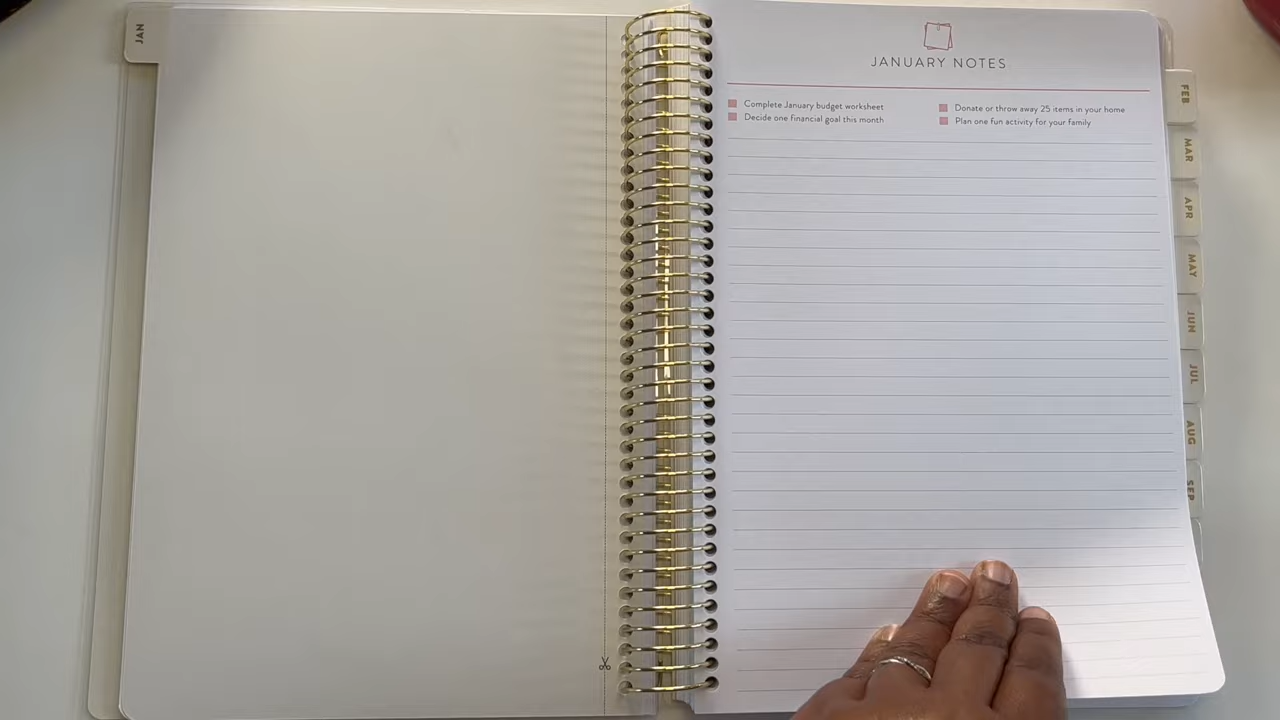 JAN
JANUARY NOTES
Complete January budget worksheet
Decide one financial goal this month
Donate or throw away 25 items in your home
Plan one fun activity for your family
FEB
MAR
APR
MAY
JUN
JUL
AUG
SEP